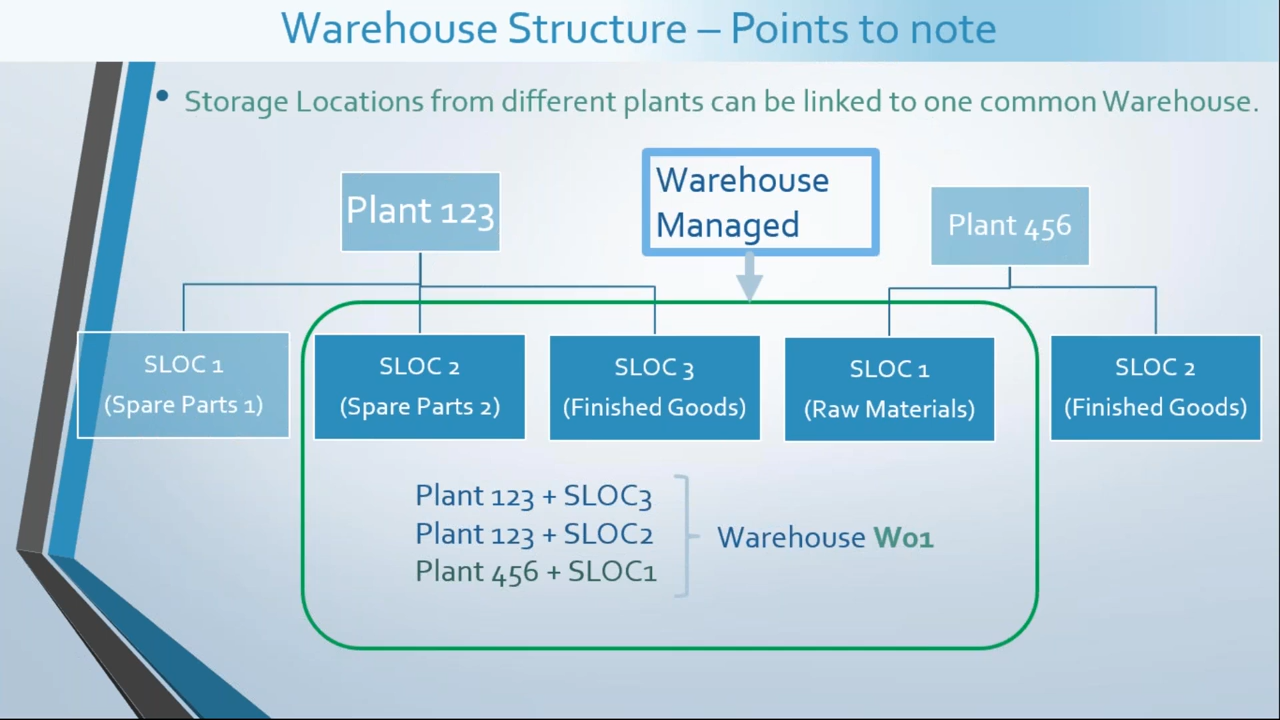 Warehouse Structure – Points to note
• Storage Locations from different plants can be linked to one common Warehouse.
Plant 123
Warehouse
Managed
Plant 456
SLOC 1
(Spare Parts 1)
SLOC 2
(Spare Parts 2)
SLOC 3
(Finished Goods)
SLOC 1
(Raw Materials)
SLOC 2
(Finished Goods)
Plant 123 + SLOC3
Plant 123 + SLOC2
Plant 456 + SLOC1
Warehouse W01